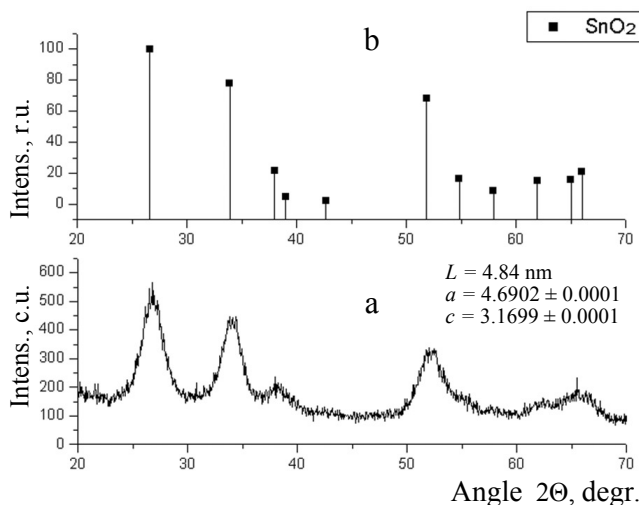 b
■ SnO₂
Intens., r.u.
100
80
60
40
20
0
20 30 40 50 60 70
a
L = 4.84 nm
a = 4.6902 ± 0.0001
c = 3.1699 ± 0.0001
Intens., c.u.
600
500
400
300
200
100
0
20 30 40 50 60 70
Angle 2Θ, degr.